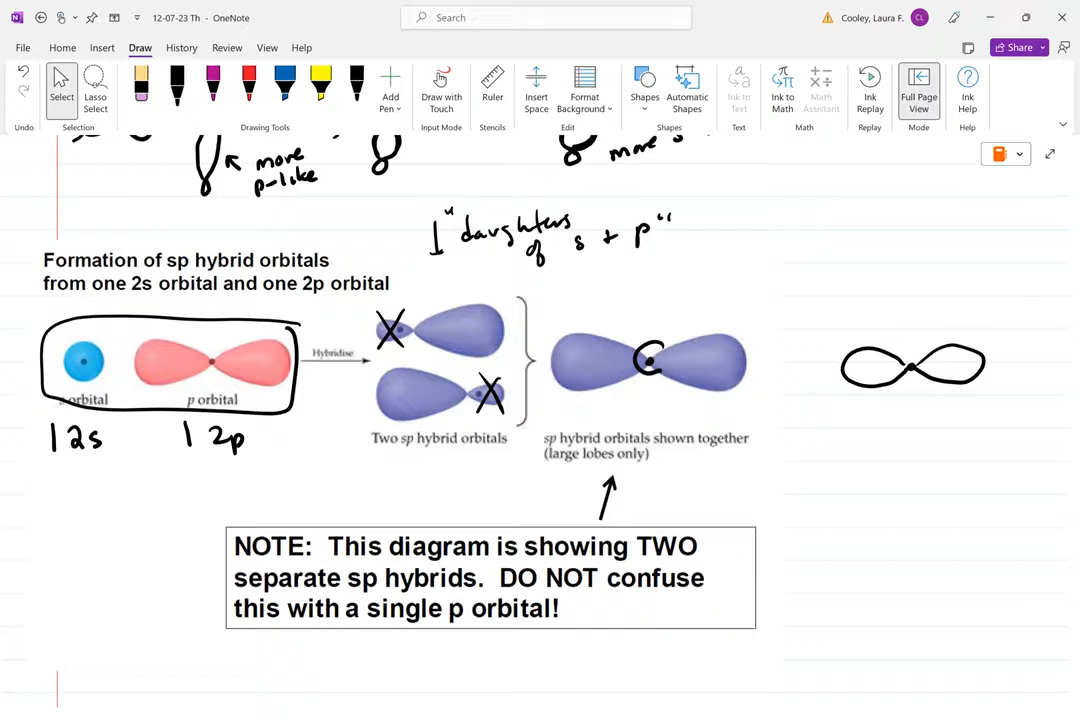 12-07-23 Th - OneNote
Search
Cooley, Laura F.
CL
File Home Insert Draw History Review View Help
Share
Select
Lasso Select
Add Pen
Draw with Touch
Ruler
Insert Space
Format Background
Shapes
Automatic Shapes
Ink to Text
Ink to Math
Math Assistant
Ink Replay
Full Page View
Ink Help
Undo
Selection
Drawing Tools
Input Mode
Stencils
Edit
Shapes
Text
Math
Replay
Mode
Help
more
p-like
more s
"daughters
of s + p"
Formation of sp hybrid orbitals
from one 2s orbital and one 2p orbital
Hybridise
orbital
p orbital
1 2s
1 2p
Two sp hybrid orbitals
sp hybrid orbitals shown together
(large lobes only)
C
NOTE: This diagram is showing TWO
separate sp hybrids. DO NOT confuse
this with a single p orbital!